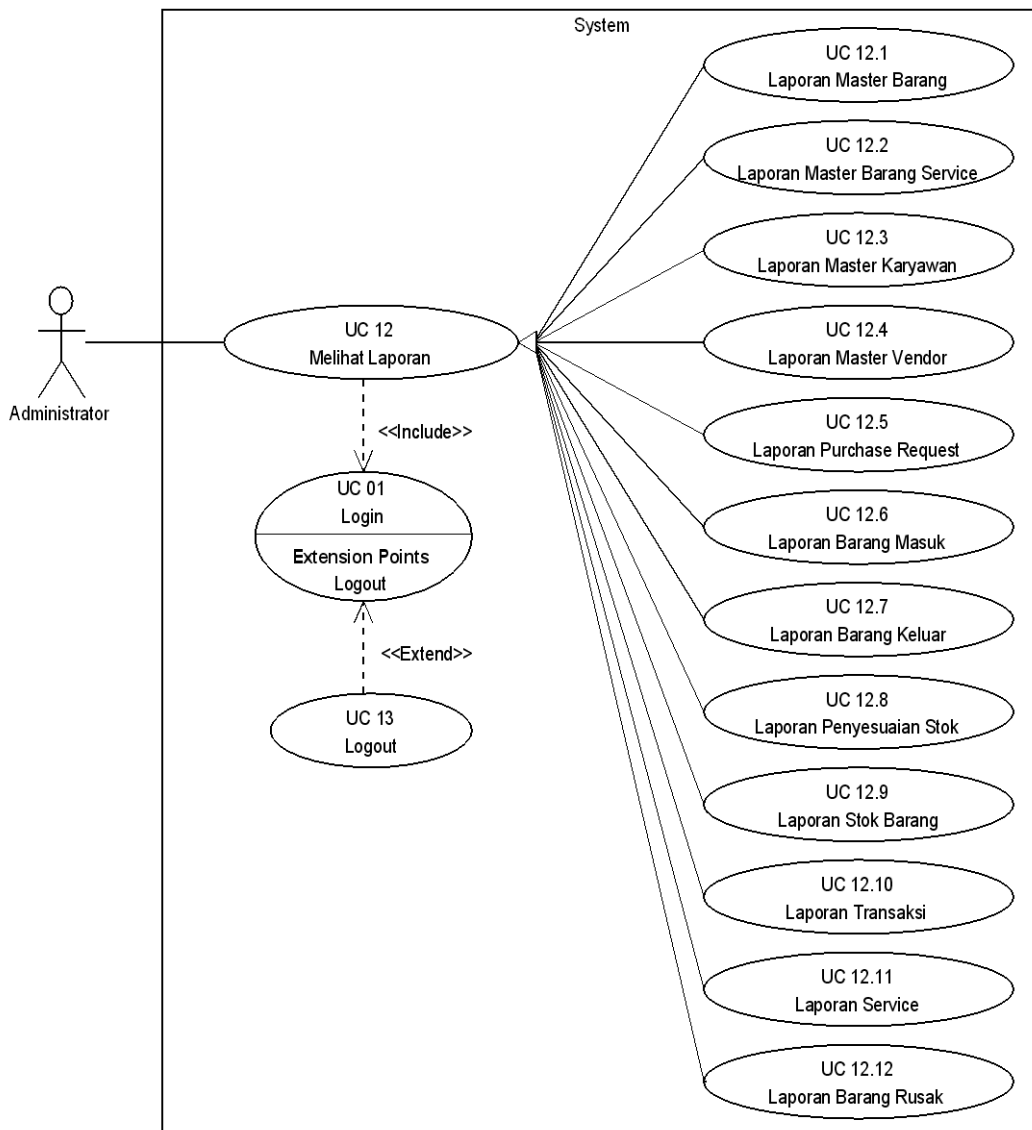 System
Administrator
UC 12
Melihat Laporan
<<Include>>
UC 01
Login
Extension Points
Logout
<<Extend>>
UC 13
Logout
UC 12.1
Laporan Master Barang
UC 12.2
Laporan Master Barang Service
UC 12.3
Laporan Master Karyawan
UC 12.4
Laporan Master Vendor
UC 12.5
Laporan Purchase Request
UC 12.6
Laporan Barang Masuk
UC 12.7
Laporan Barang Keluar
UC 12.8
Laporan Penyesuaian Stok
UC 12.9
Laporan Stok Barang
UC 12.10
Laporan Transaksi
UC 12.11
Laporan Service
UC 12.12
Laporan Barang Rusak